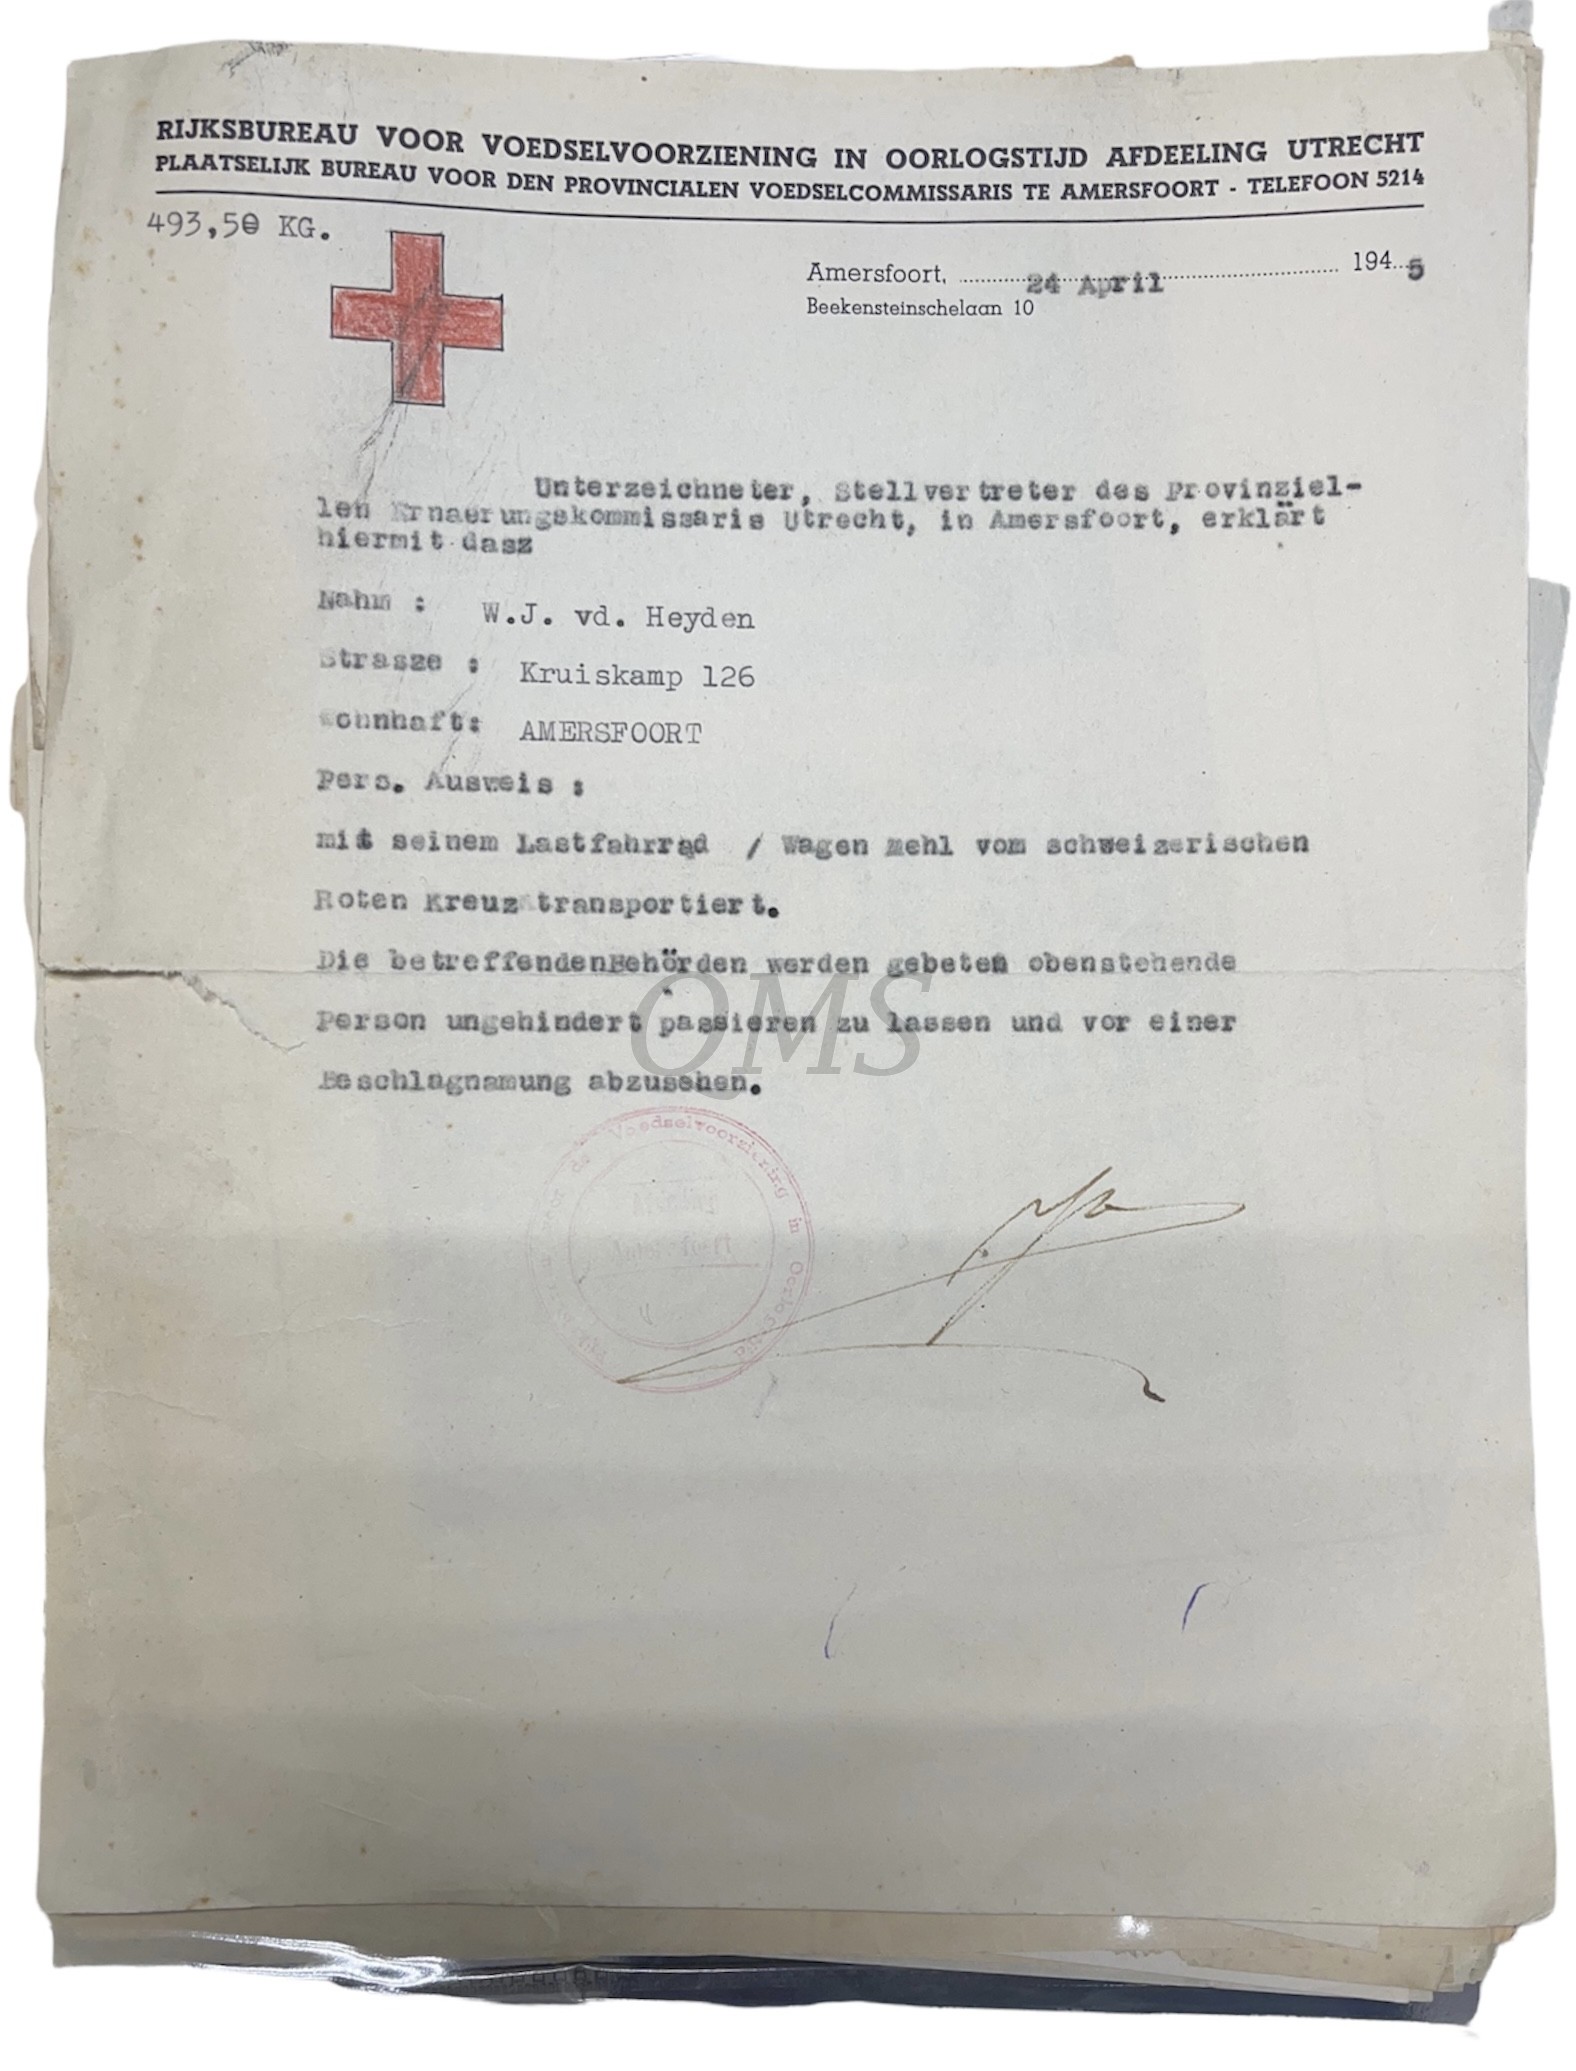 RIJKSBUREAU VOOR VOEDSELVOORZIENING IN OORLOGSTIJD AFDEELING UTRECHT
PLAATSELIJK BUREAU VOOR DEN PROVINCIALEN VOEDSELCOMMISSARIS TE AMERSFOORT - TELEFOON 5214
493,50 KG.
Amersfoort, 24 April 1945
Beekensteinschelaan 10
Unterzeichneter, Stellvertreter des Provinziel-
len Ernaerungskommissaris Utrecht, in Amersfoort, erklärt
hiermit dasz
Nahm : W.J. vd. Heyden
Strasze : Kruiskamp 126
Wohnhaft: AMERSFOORT
Pers. Ausweis :
mit seinem Lastfahrrad / Wagen mehl vom schweizerischen
Roten Kreuz transportiert.
Die betreffendenBehörden werden gebeten obenstehende
Person ungehindert passieren zu lassen und vor einer
Beschlagnamung abzusehen.
QMS
Voedselvoorziening in